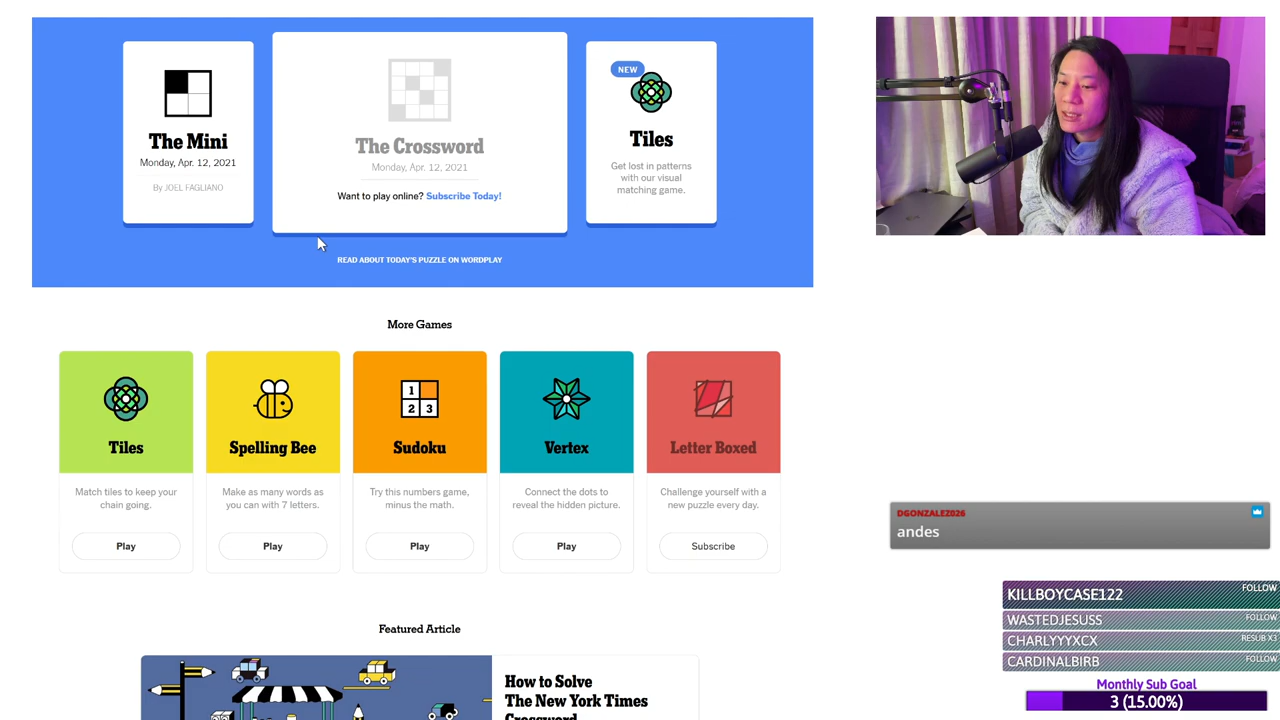 The Mini
Monday, Apr. 12, 2021
By JOEL FAGLIANO
The Crossword
Monday, Apr. 12, 2021
Want to play online? Subscribe Today!
NEW
Tiles
Get lost in patterns
with our visual
matching game.
READ ABOUT TODAY'S PUZZLE ON WORDPLAY
More Games
Tiles
Match tiles to keep your
chain going.
Play
Spelling Bee
Make as many words as
you can with 7 letters.
Play
1
2 3
Sudoku
Try this numbers game,
minus the math.
Play
Vertex
Connect the dots to
reveal the hidden picture.
Play
Letter Boxed
Challenge yourself with a
new puzzle every day.
Subscribe
Featured Article
How to Solve
The New York Times
Crossword
DGONZALEZ026
andes
KILLBOYCASE122 FOLLOW
WASTEDJESUSS FOLLOW
CHARLYYYXCX RESUB X3
CARDINALBIRB FOLLOW
Monthly Sub Goal
3 (15.00%)